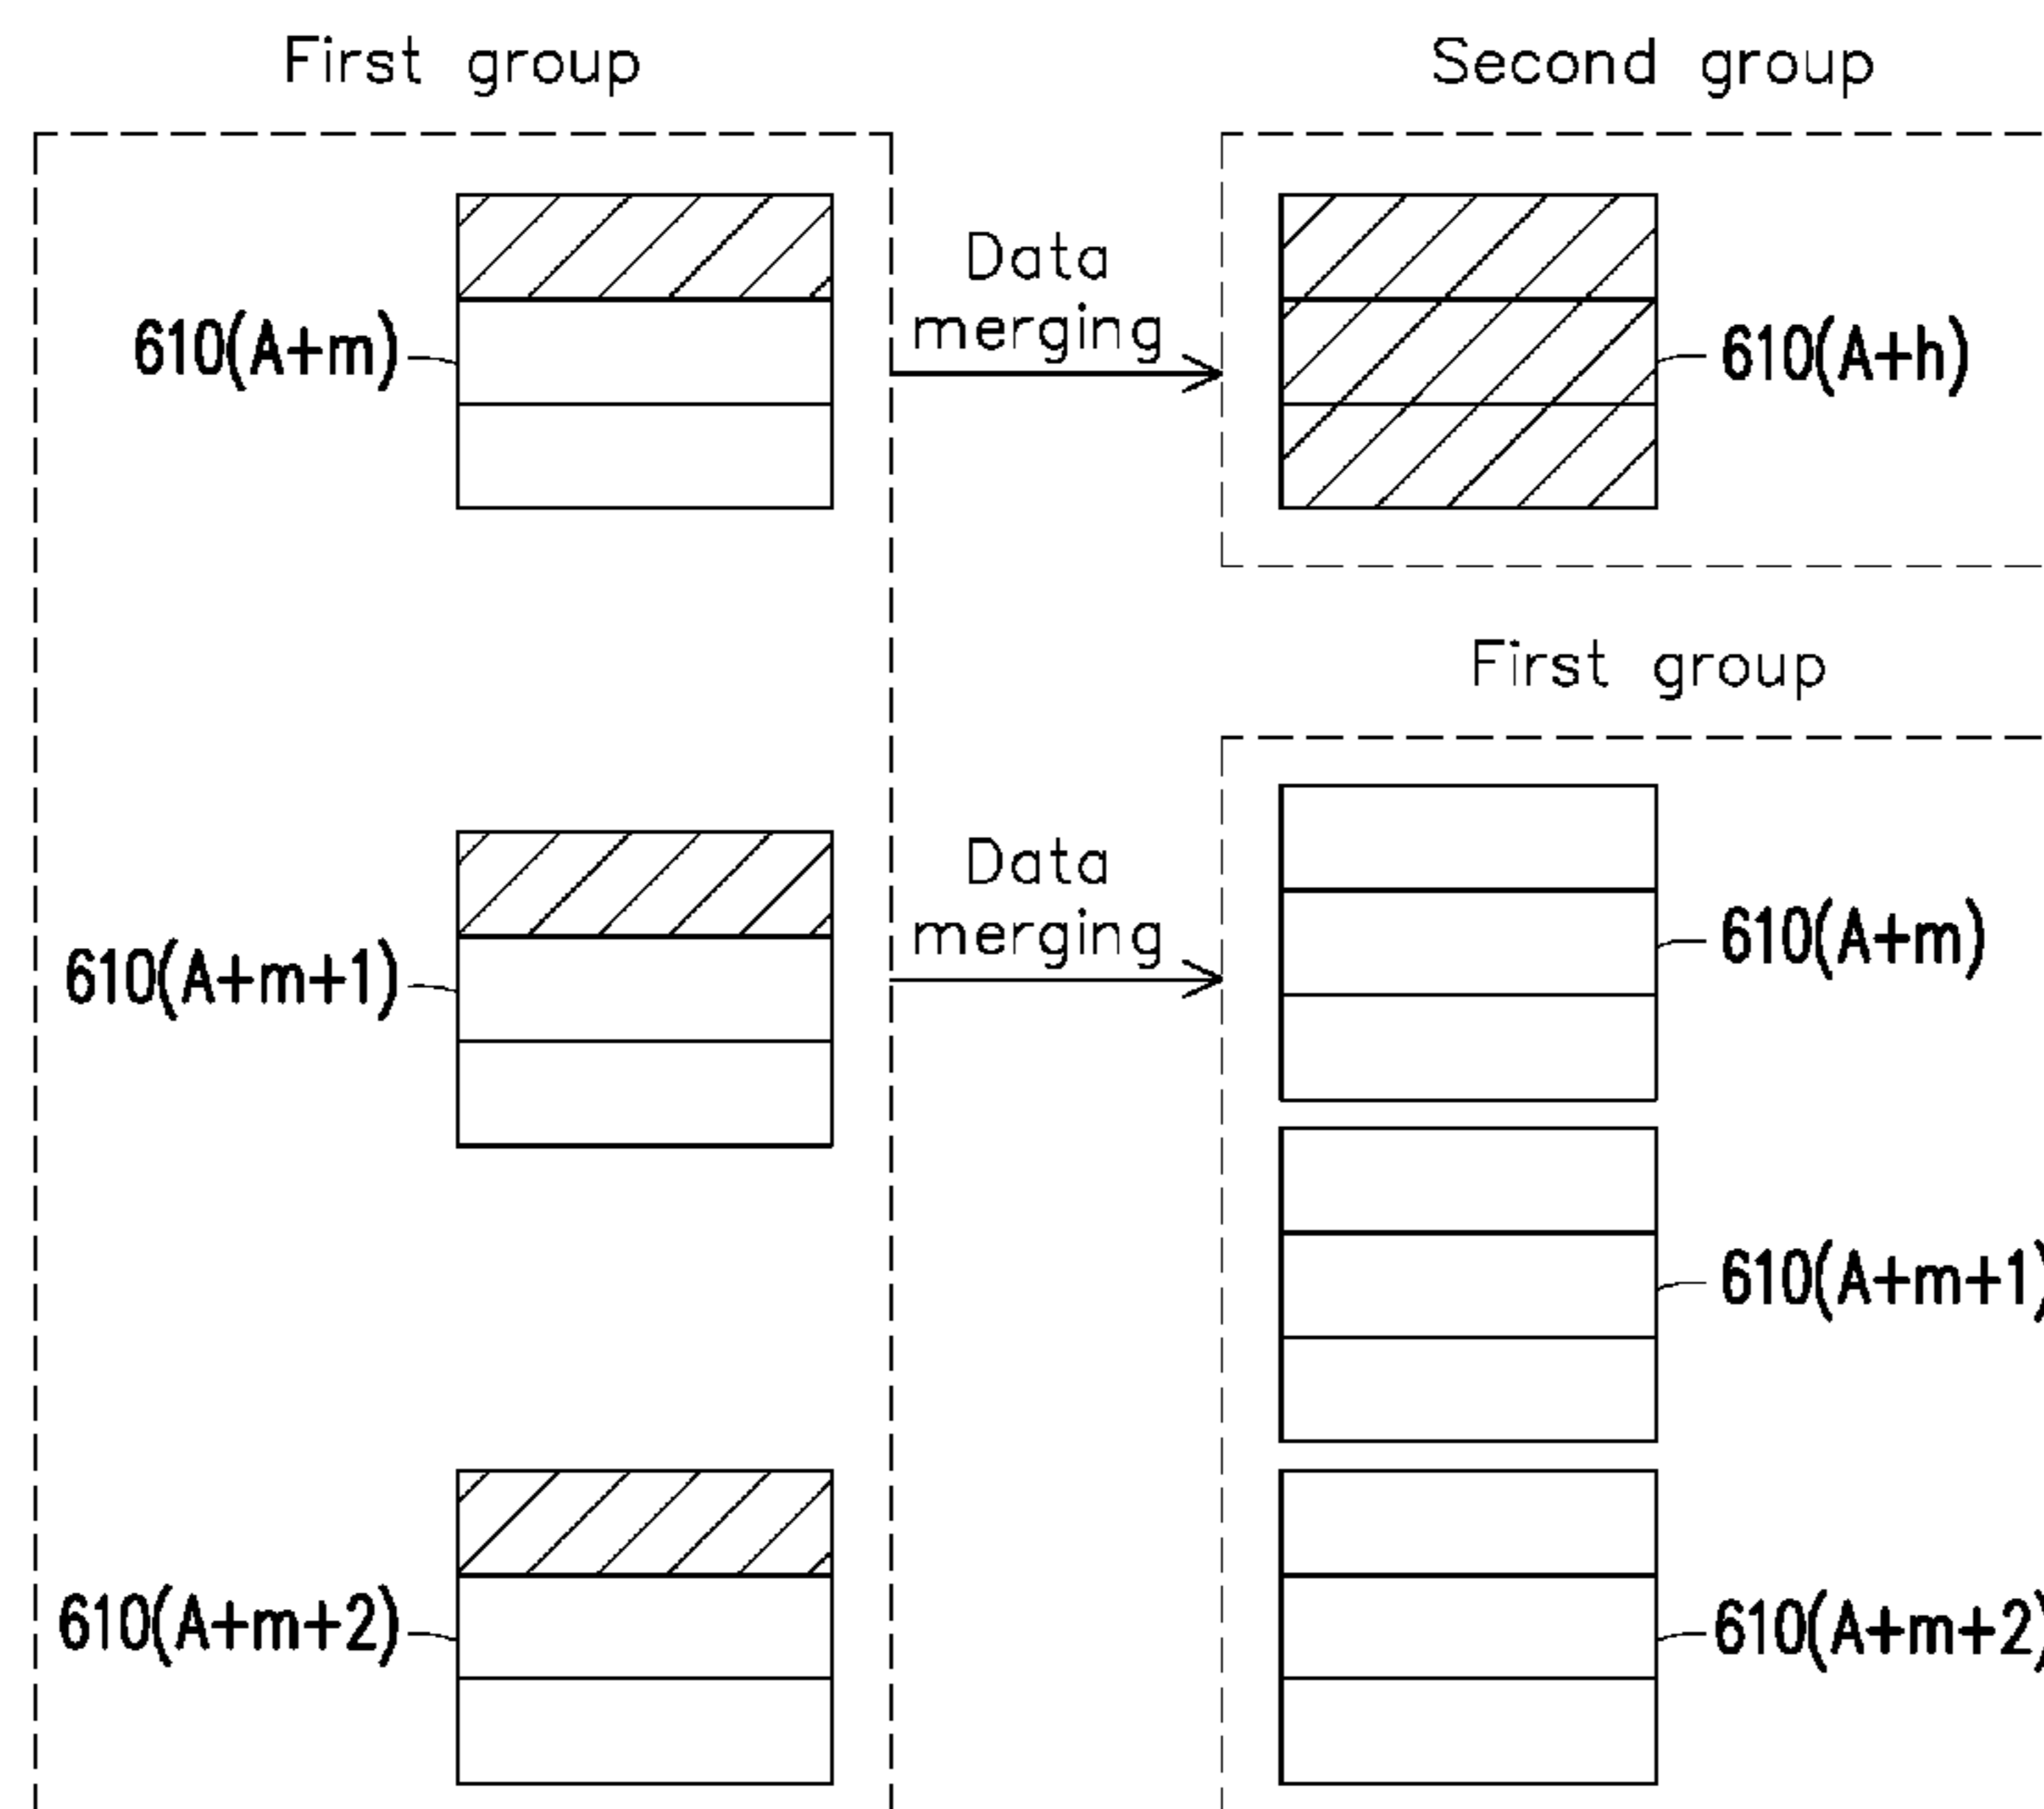 First group
Second group
Data
merging
610(A+m)
610(A+h)
First group
Data
merging
610(A+m)
610(A+m+1)
610(A+m+1)
610(A+m+2)
610(A+m+2)